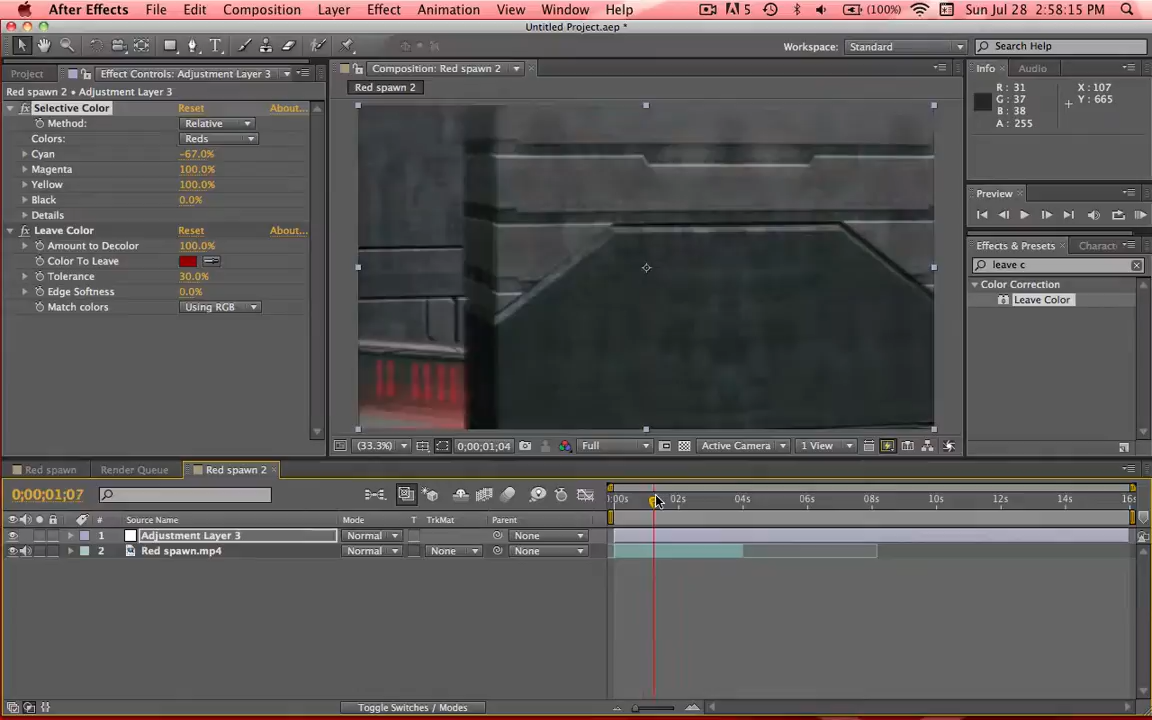 After Effects File Edit Composition Layer Effect Animation View Window Help 5 (100%) Sun Jul 28 2:58:15 PM
Untitled Project.aep *
Workspace: Standard Search Help
Project Effect Controls: Adjustment Layer 3 Composition: Red spawn 2 Info Audio
Red spawn 2 • Adjustment Layer 3 Red spawn 2
R: 31 X: 107
G: 37 Y: 665
B: 38
A: 255
Selective Color Reset About...
Method: Relative
Colors: Reds
Cyan -67.0%
Magenta 100.0%
Yellow 100.0%
Black 0.0%
Details
Leave Color Reset About...
Amount to Decolor 100.0%
Color To Leave
Tolerance 30.0%
Edge Softness 0.0%
Match colors Using RGB
Preview
Effects & Presets Charact
leave c
Color Correction
Leave Color
(33.3%) 0;00;01;04 Full Active Camera 1 View
Red spawn Render Queue Red spawn 2
0;00;01;07 :00s 02s 04s 06s 08s 10s 12s 14s 16s
# Source Name Mode T TrkMat Parent
1 Adjustment Layer 3 Normal None
2 Red spawn.mp4 Normal None None
Toggle Switches / Modes